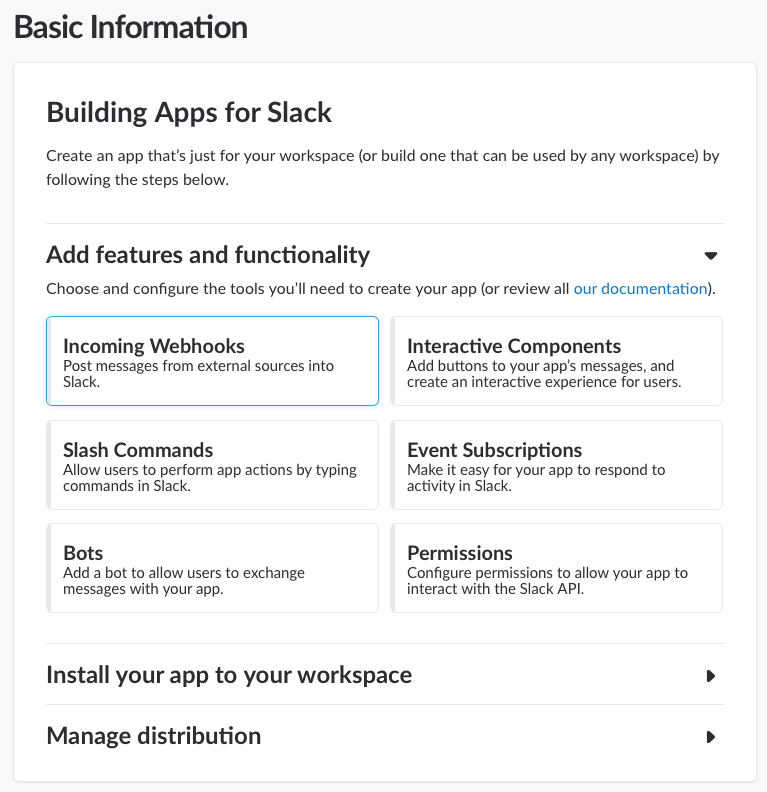 Basic Information
Building Apps for Slack
Create an app that's just for your workspace (or build one that can be used by any workspace) by
following the steps below.
Add features and functionality
Choose and configure the tools you'll need to create your app (or review all our documentation).
Incoming Webhooks
Post messages from external sources into
Slack.
Interactive Components
Add buttons to your app's messages, and
create an interactive experience for users.
Slash Commands
Allow users to perform app actions by typing
commands in Slack.
Event Subscriptions
Make it easy for your app to respond to
activity in Slack.
Bots
Add a bot to allow users to exchange
messages with your app.
Permissions
Configure permissions to allow your app to
interact with the Slack API.
Install your app to your workspace
Manage distribution